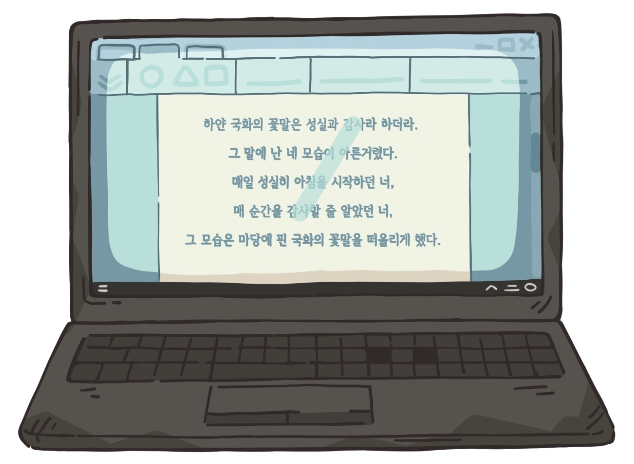 하얀 국화의 꽃말은 성실과 감사라 하더라.
그 말에 난 네 모습이 아른거렸다.
매일 성실히 아침을 시작하던 너,
매 순간을 감사할 줄 알았던 너,
그 모습은 마당에 핀 국화의 꽃말을 떠올리게 했다.